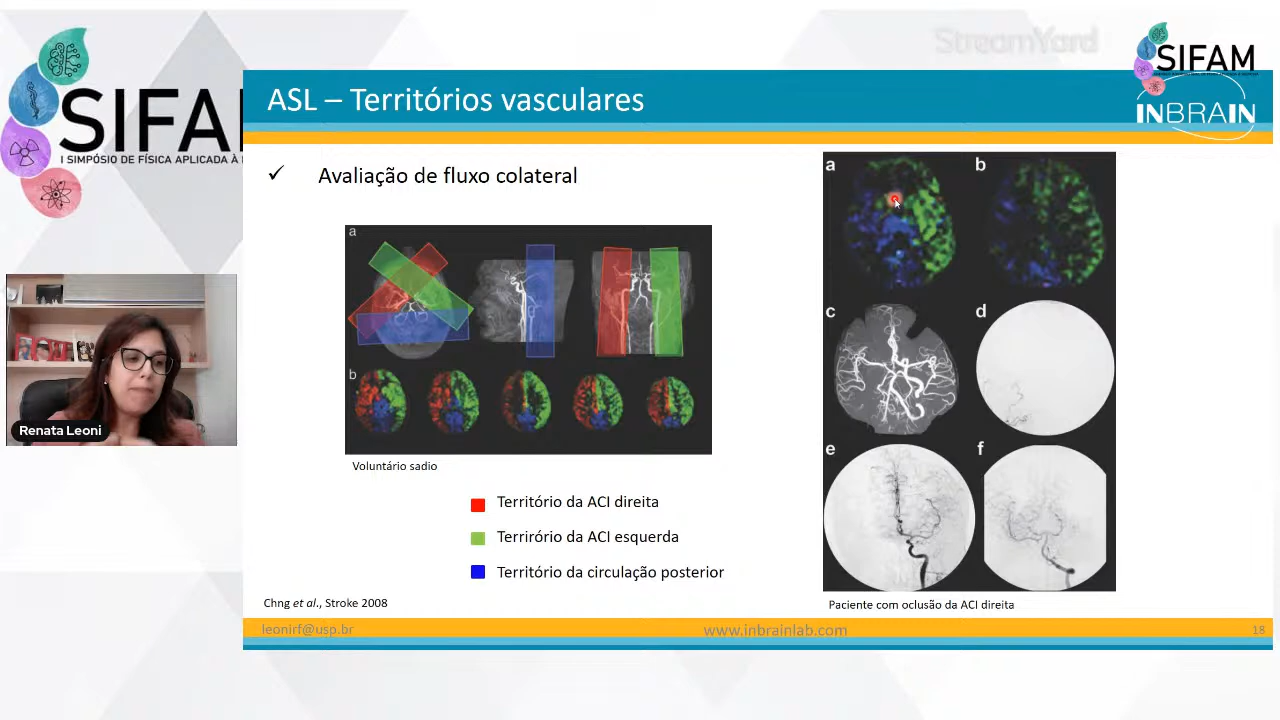 StreamYard
SIFAM
SIFA
I SIMPÓSIO DE FÍSICA APLICADA À
INBRAIN
ASL – Territórios vasculares
✓ Avaliação de fluxo colateral
a
b
Voluntário sadio
Território da ACI direita
Terrirório da ACI esquerda
Território da circulação posterior
Chng et al., Stroke 2008
a
b
c
d
e
f
Paciente com oclusão da ACI direita
leonirf@usp.br
www.inbrainlab.com
18
Renata Leoni